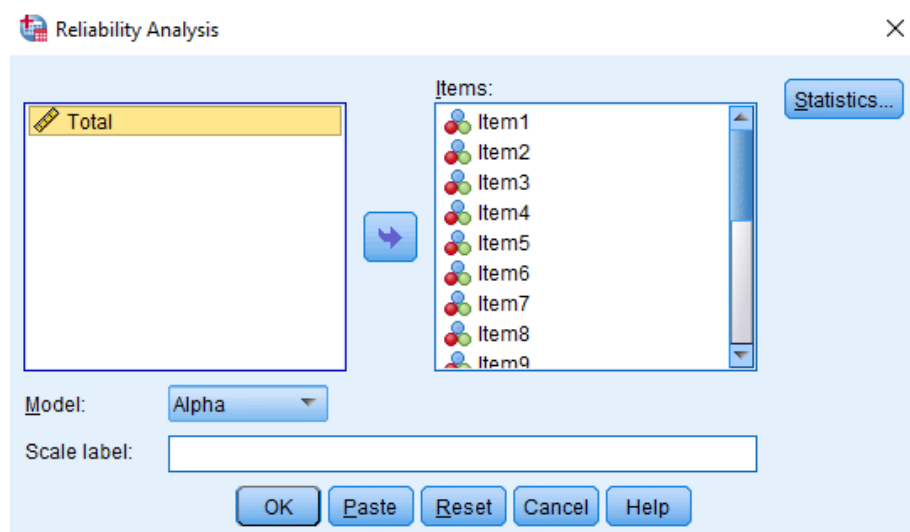 Reliability Analysis
Items:
Statistics...
Total
Item1
Item2
Item3
Item4
Item5
Item6
Item7
Item8
Item9
Model:
Alpha
Scale label:
OK Paste Reset Cancel Help